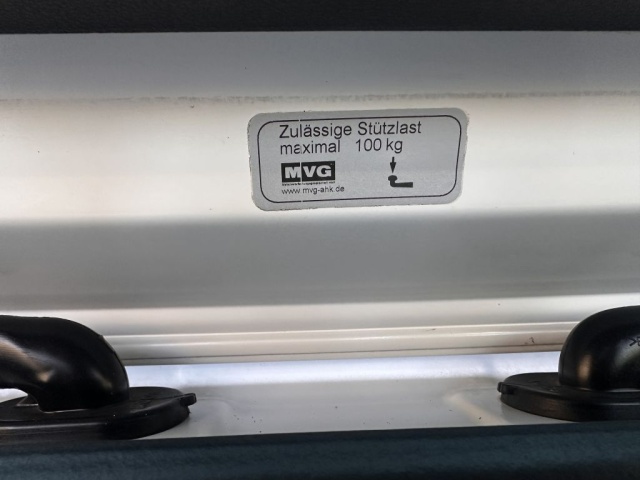 Zulässige Stützlast
maximal 100 kg
MVG
www.mvg-ahk.de